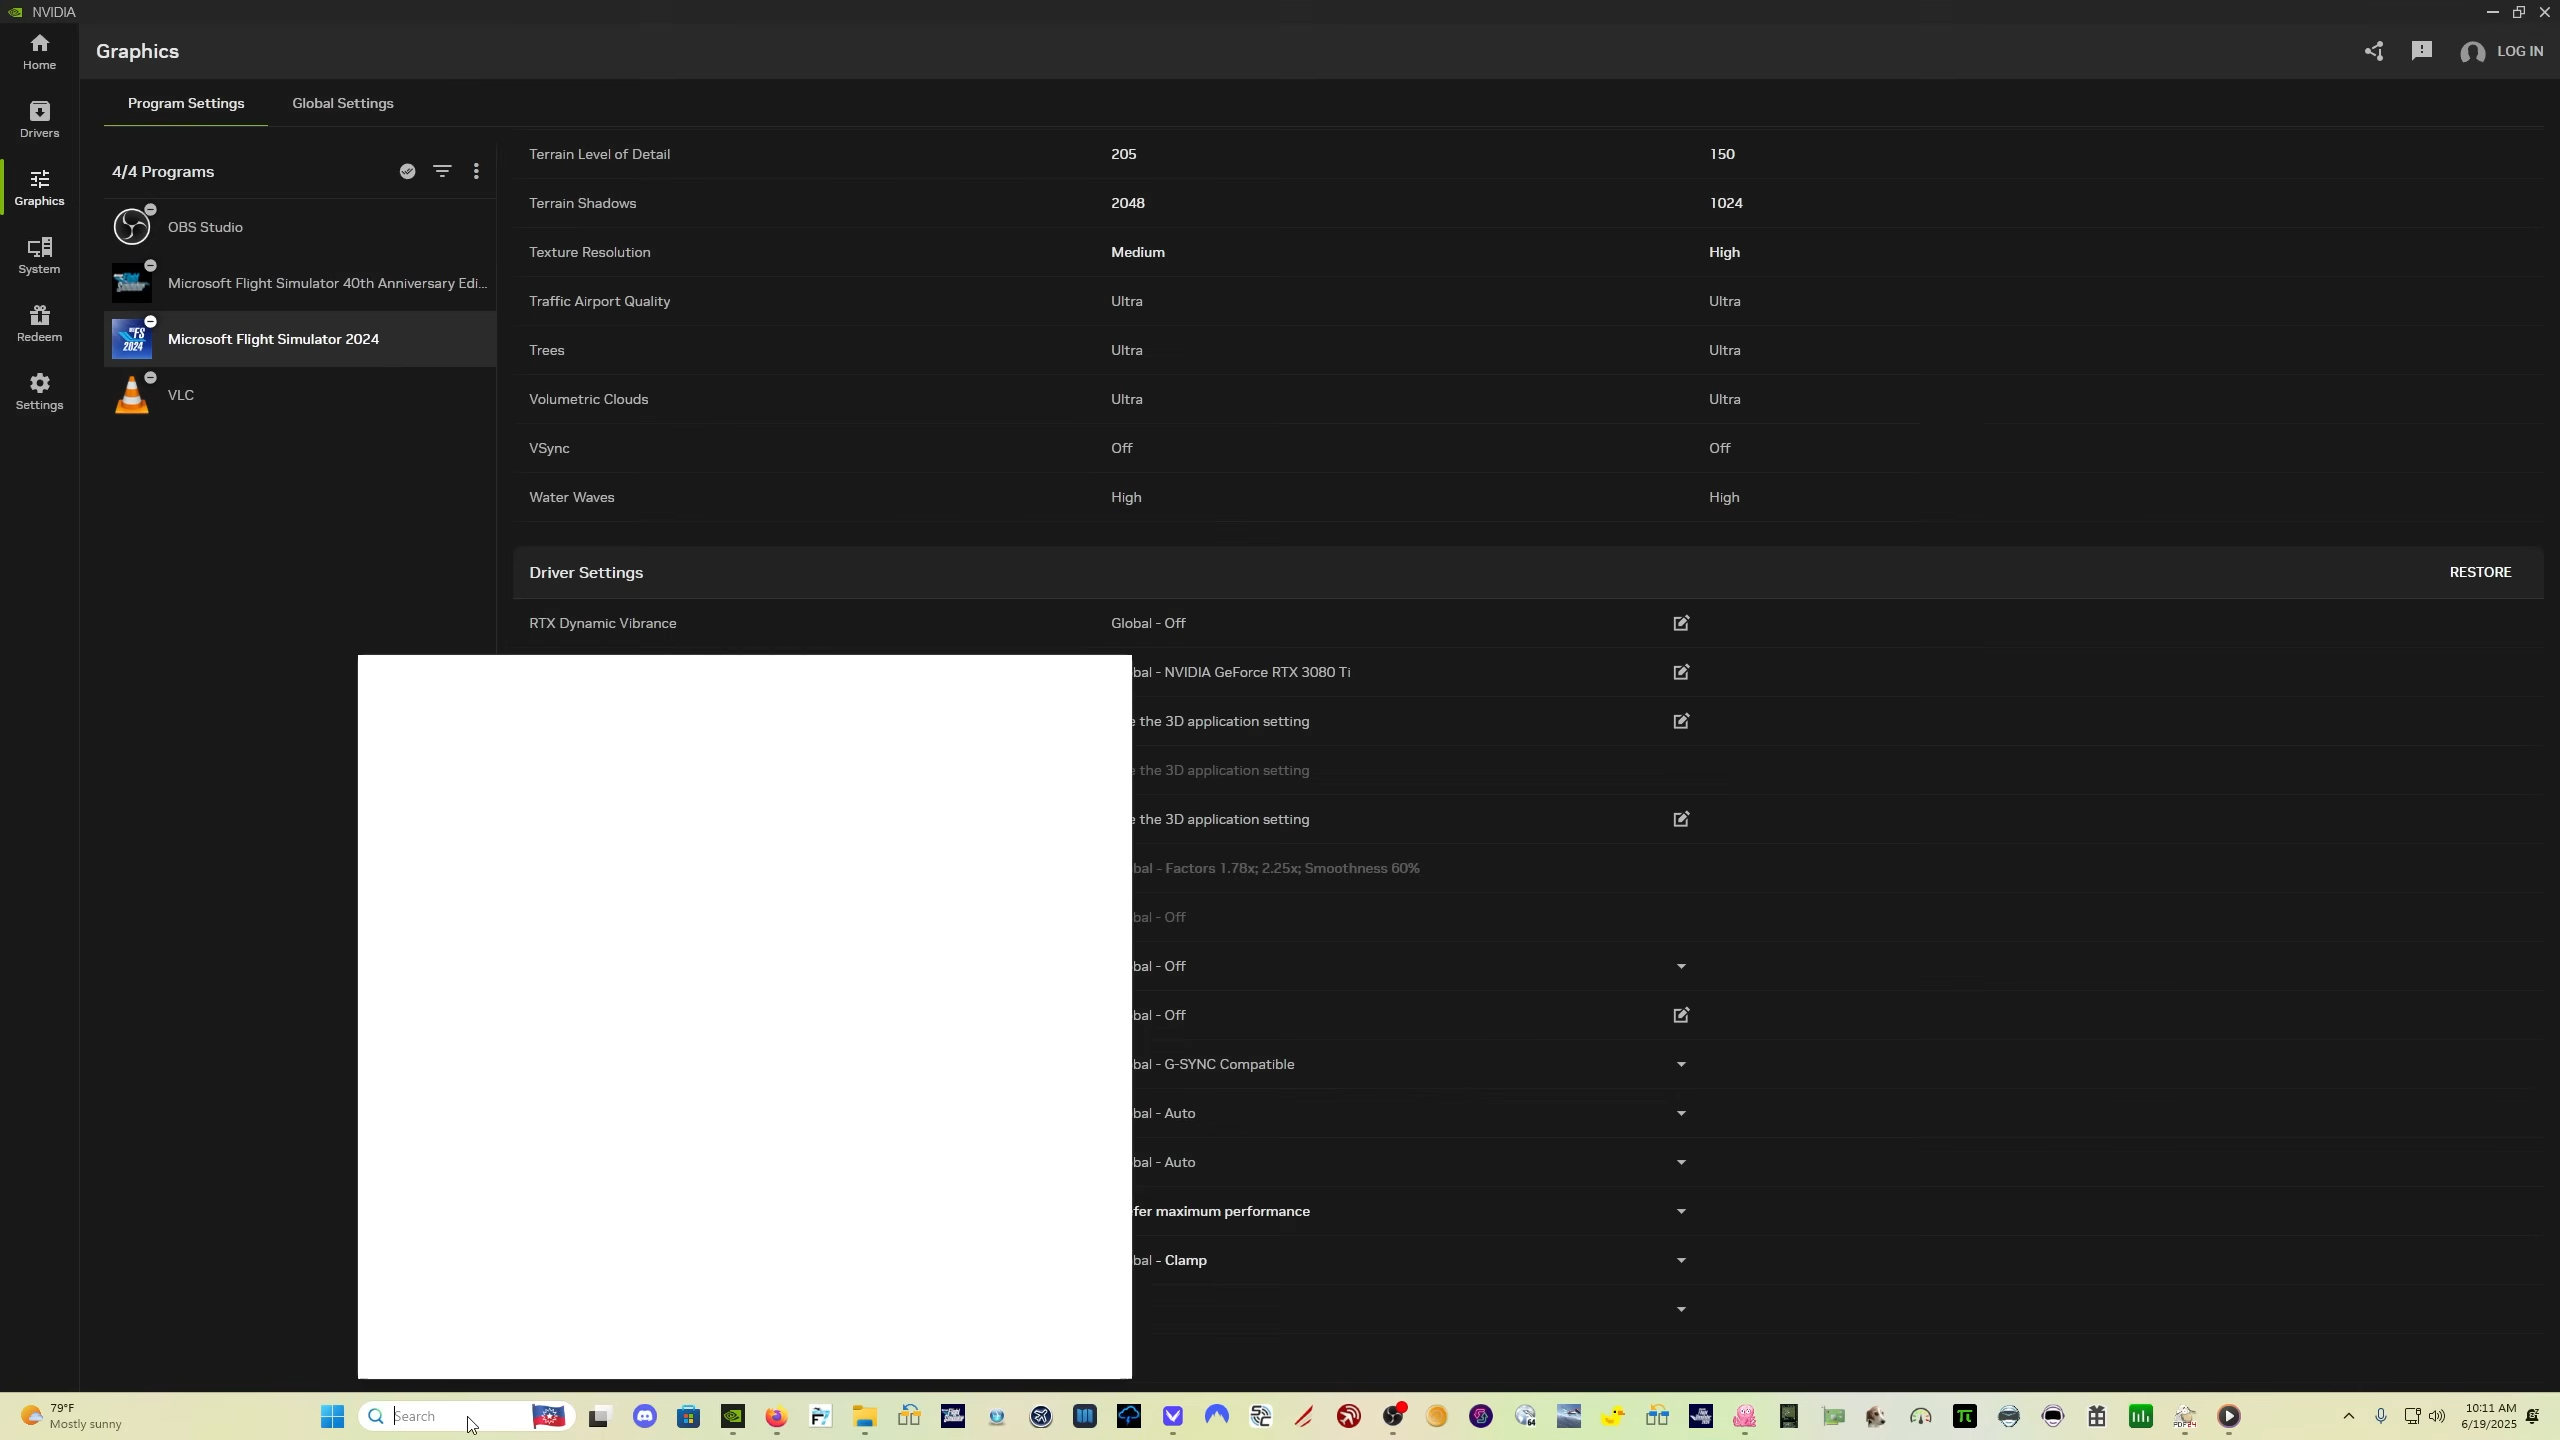 NVIDIA
Home
Graphics
LOG IN
Program Settings
Global Settings
Drivers
Graphics
System
Redeem
Settings
4/4 Programs
OBS Studio
Microsoft Flight Simulator 40th Anniversary Edi...
Microsoft Flight Simulator 2024
VLC
Terrain Level of Detail 205 150
Terrain Shadows 2048 1024
Texture Resolution Medium High
Traffic Airport Quality Ultra Ultra
Trees Ultra Ultra
Volumetric Clouds Ultra Ultra
VSync Off Off
Water Waves High High
Driver Settings RESTORE
RTX Dynamic Vibrance Global - Off
bal - NVIDIA GeForce RTX 3080 Ti
e the 3D application setting
e the 3D application setting
e the 3D application setting
bal - Factors 1.78x; 2.25x; Smoothness 60%
bal - Off
bal - Off
bal - Off
bal - G-SYNC Compatible
bal - Auto
bal - Auto
fer maximum performance
bal - Clamp
79°F
Mostly sunny
Search
10:11 AM
6/19/2025